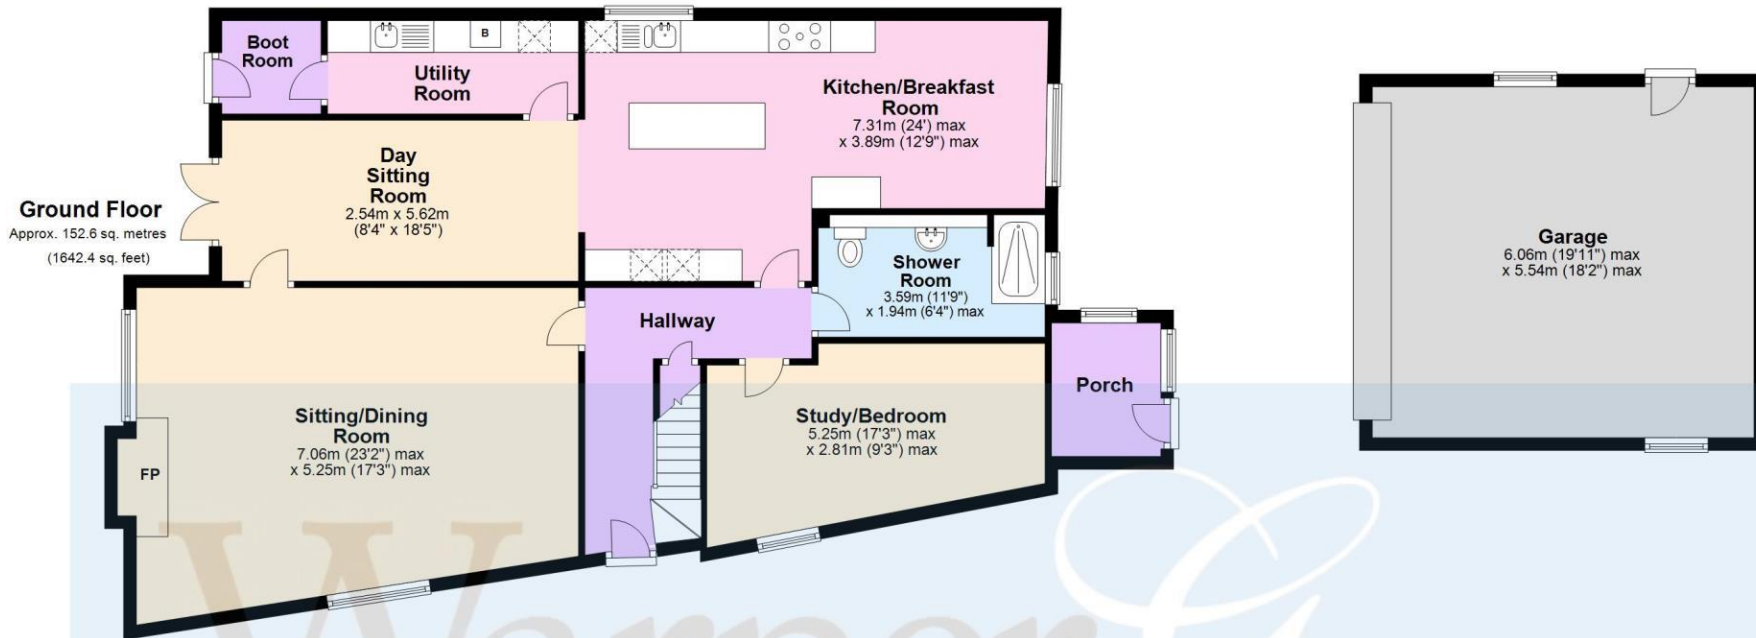 Boot
Room
B
Utility
Room
Kitchen/Breakfast
Room
7.31m (24') max
x 3.89m (12'9") max
Day
Sitting
Room
2.54m x 5.62m
(8'4" x 18'5")
Ground Floor
Approx. 152.6 sq. metres
(1642.4 sq. feet)
Garage
6.06m (19'11") max
x 5.54m (18'2") max
Shower
Room
3.59m (11'9")
x 1.94m (6'4") max
Hallway
Porch
Sitting/Dining
Room
7.06m (23'2") max
x 5.25m (17'3") max
Study/Bedroom
5.25m (17'3") max
x 2.81m (9'3") max
FP